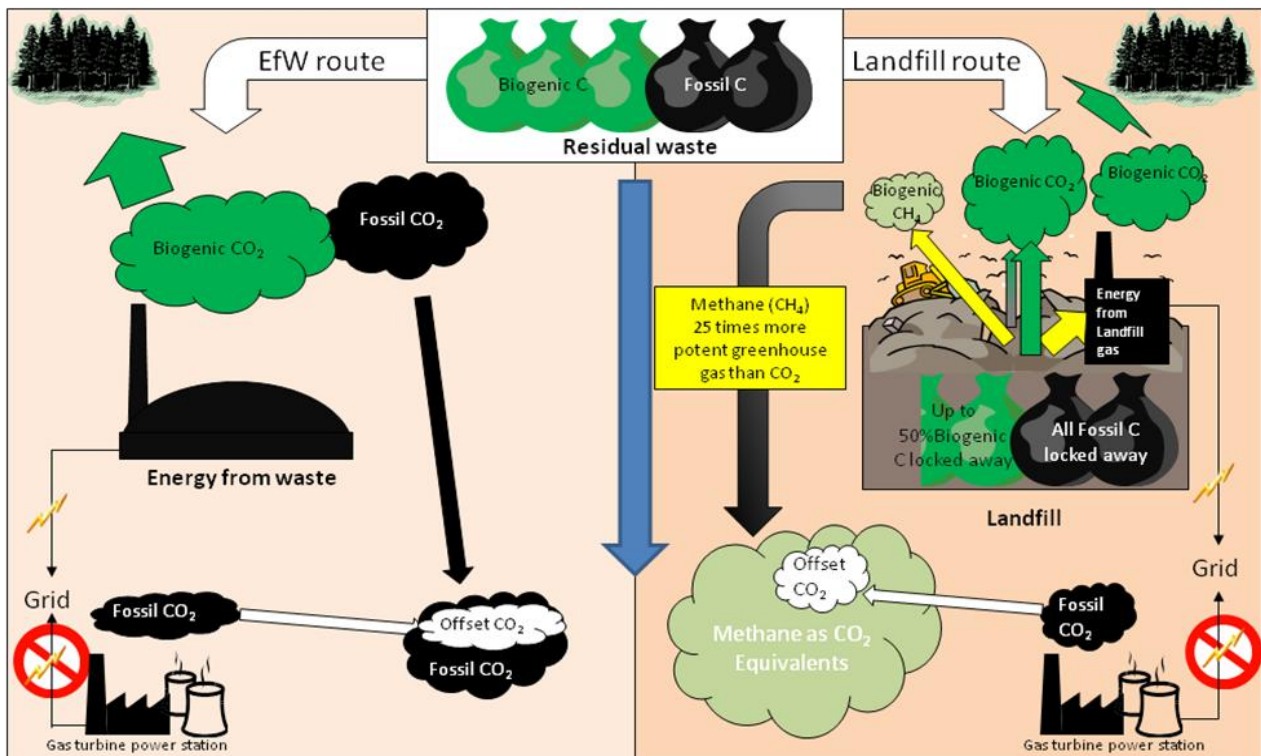 EfW route
Biogenic C
Fossil C
Residual waste
Landfill route
Biogenic CO₂
Fossil CO₂
Energy from waste
Grid
Fossil CO₂
Offset CO₂
Fossil CO₂
Gas turbine power station
Biogenic
CH₄
Biogenic CO₂
Biogenic CO₂
Methane (CH₄)
25 times more
potent greenhouse
gas than CO₂
Energy
from
Landfill
gas
Up to
50%Biogenic
C locked away
All Fossil C
locked away
Landfill
Offset
CO₂
Methane as CO₂
Equivalents
Fossil
CO₂
Grid
Gas turbine power station